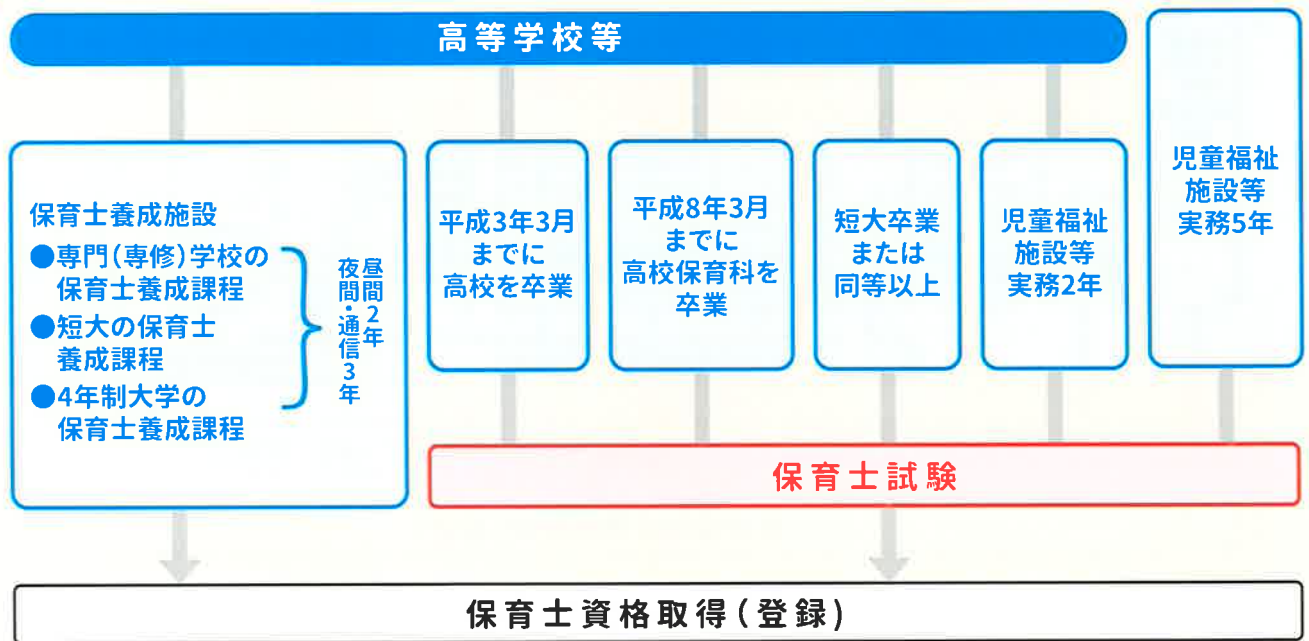 高等学校等
保育士養成施設
●専門(専修)学校の
保育士養成課程
●短大の保育士
養成課程
●4年制大学の
保育士養成課程
昼間2年
夜間・通信3年
平成3年3月
までに
高校を卒業
平成8年3月
までに
高校保育科を
卒業
短大卒業
または
同等以上
児童福祉
施設等
実務2年
児童福祉
施設等
実務5年
保育士試験
保育士資格取得(登録)